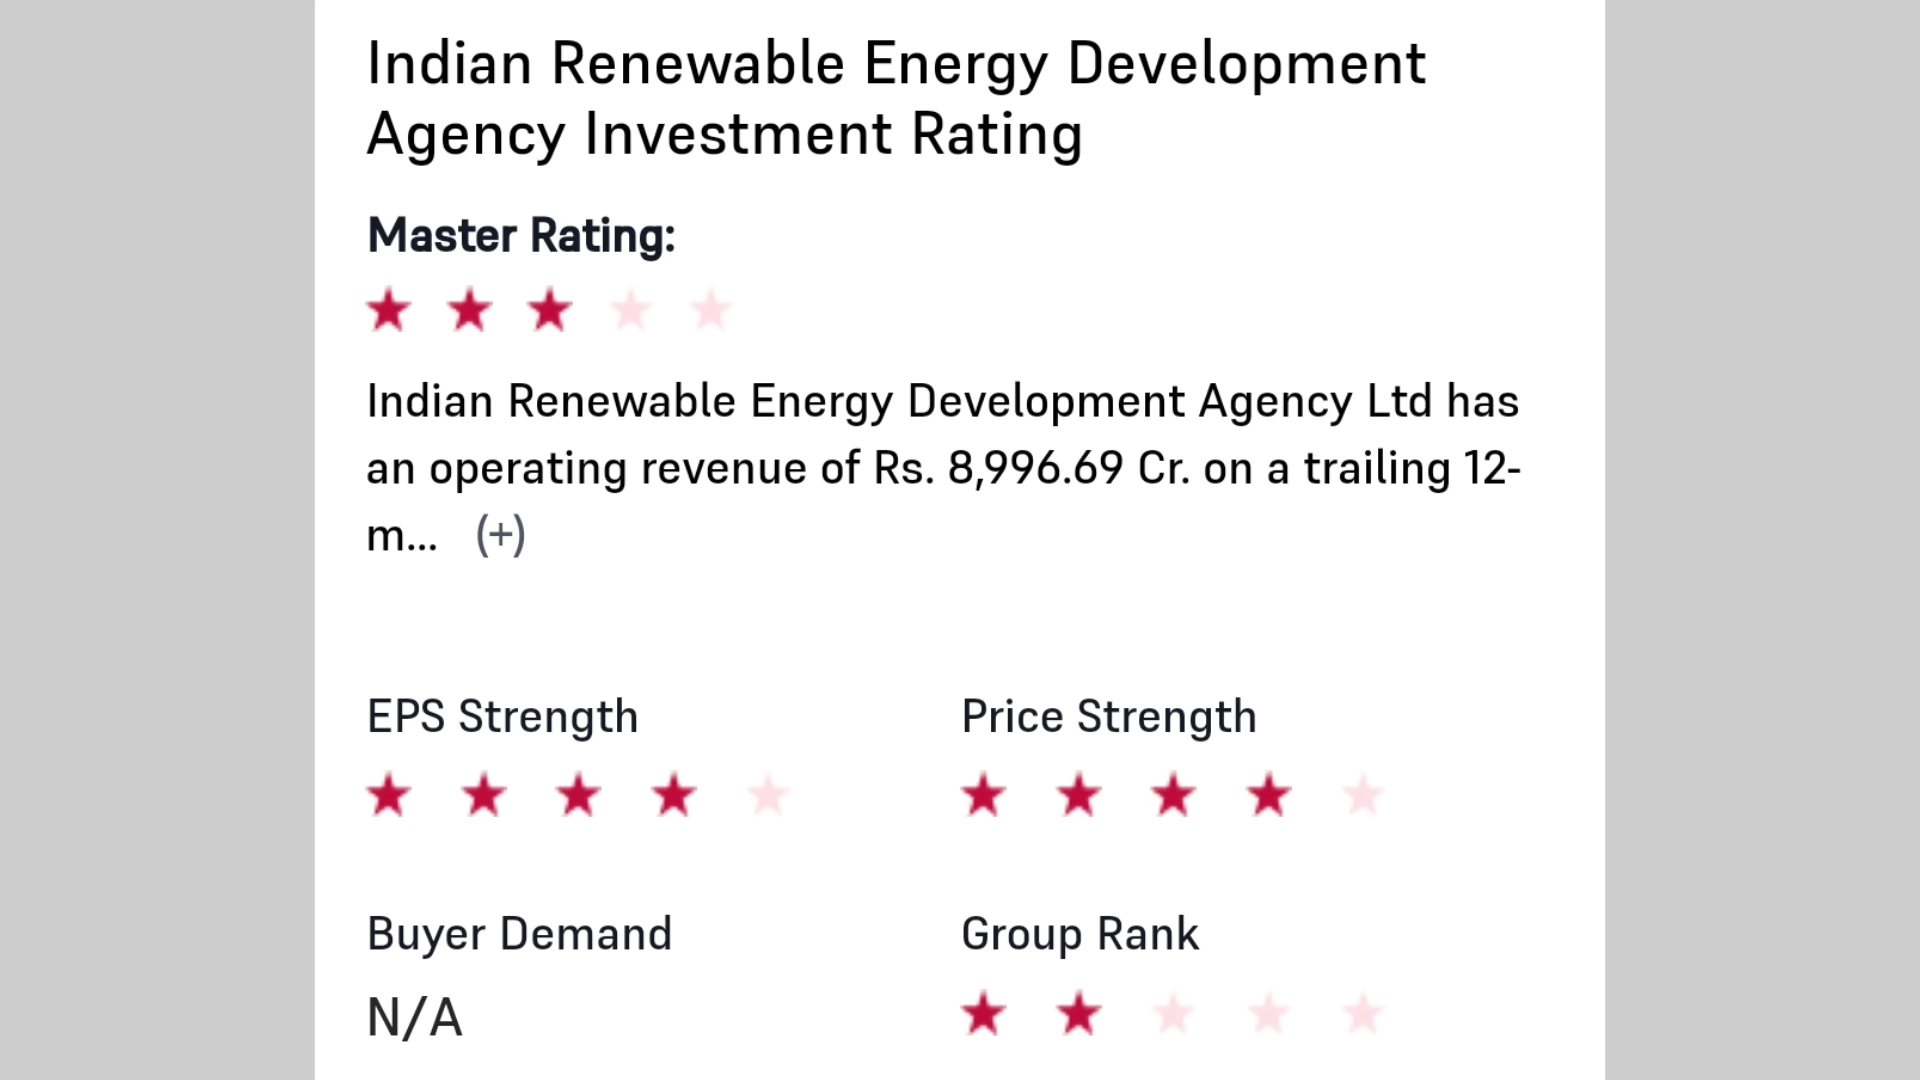 Indian Renewable Energy Development
Agency Investment Rating
Master Rating:
Indian Renewable Energy Development Agency Ltd has
an operating revenue of Rs. 8,996.69 Cr. on a trailing 12-
m... (+)
EPS Strength
Price Strength
Buyer Demand
Group Rank
N/A